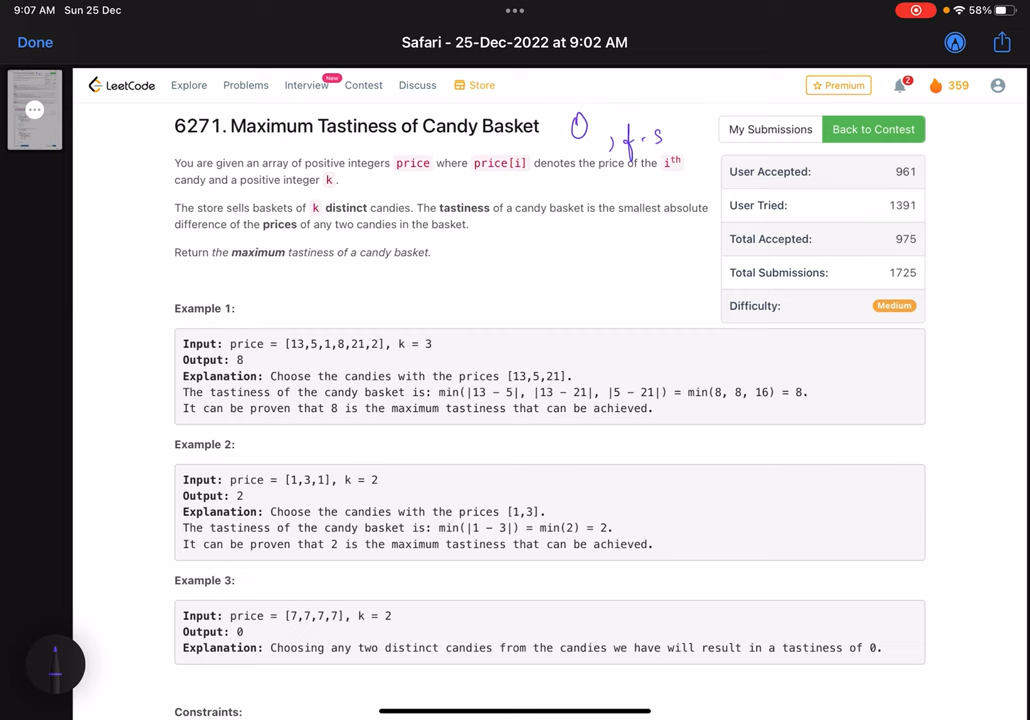 9:07 AM Sun 25 Dec
58%
Done
Safari - 25-Dec-2022 at 9:02 AM
LeetCode Explore Problems Interview New Contest Discuss Store Premium 2 359
6271. Maximum Tastiness of Candy Basket
My Submissions Back to Contest
You are given an array of positive integers price where price[i] denotes the price of the ith
candy and a positive integer k.
The store sells baskets of k distinct candies. The tastiness of a candy basket is the smallest absolute
difference of the prices of any two candies in the basket.
Return the maximum tastiness of a candy basket.
User Accepted: 961
User Tried: 1391
Total Accepted: 975
Total Submissions: 1725
Difficulty: Medium
Example 1:
Input: price = [13,5,1,8,21,2], k = 3
Output: 8
Explanation: Choose the candies with the prices [13,5,21].
The tastiness of the candy basket is: min(|13 - 5|, |13 - 21|, |5 - 21|) = min(8, 8, 16) = 8.
It can be proven that 8 is the maximum tastiness that can be achieved.
Example 2:
Input: price = [1,3,1], k = 2
Output: 2
Explanation: Choose the candies with the prices [1,3].
The tastiness of the candy basket is: min(|1 - 3|) = min(2) = 2.
It can be proven that 2 is the maximum tastiness that can be achieved.
Example 3:
Input: price = [7,7,7,7], k = 2
Output: 0
Explanation: Choosing any two distinct candies from the candies we have will result in a tastiness of 0.
Constraints: